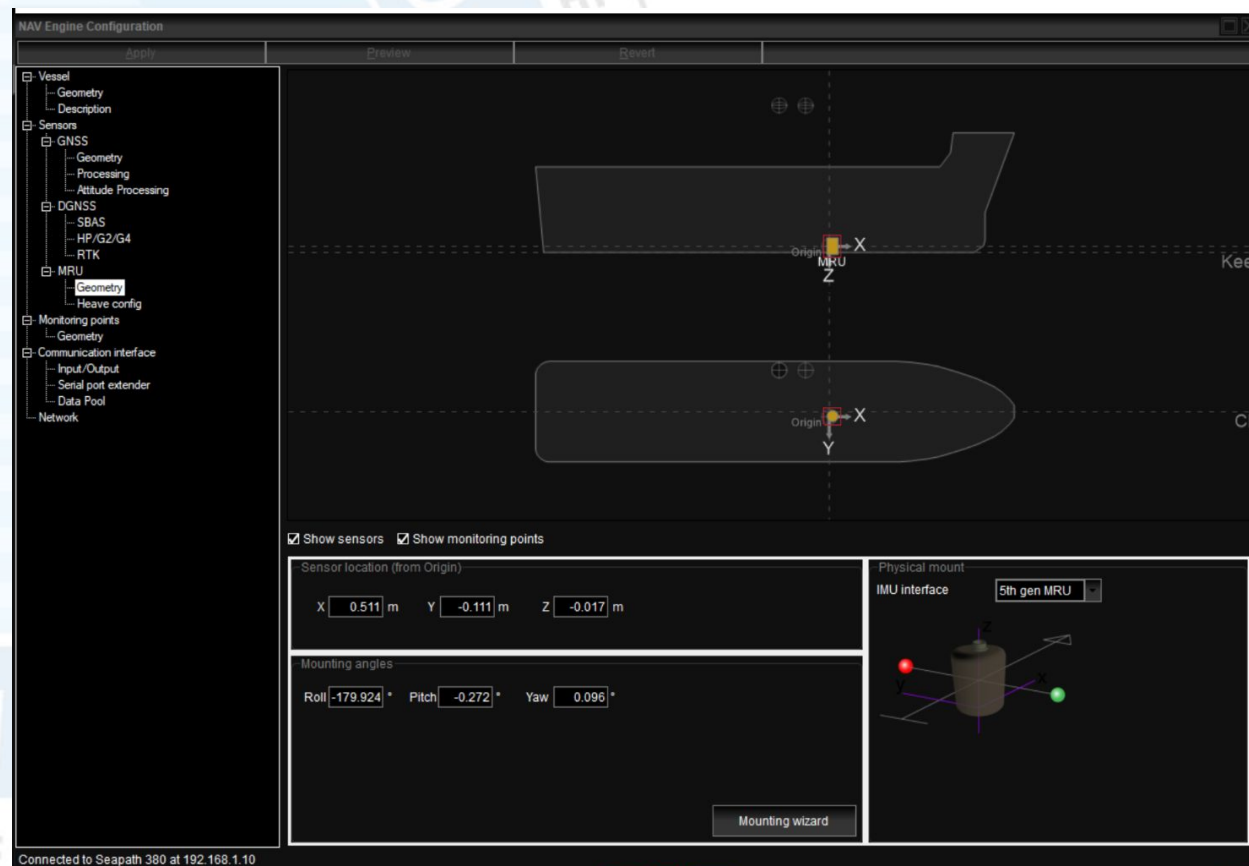 NAV Engine Configuration
Apply Preview Revert
Vessel
Geometry
Description
Sensors
GNSS
Geometry
Processing
Attitude Processing
DGNSS
SBAS
HP/G2/G4
RTK
MRU
Geometry
Heave config
Monitoring points
Geometry
Communication interface
Input/Output
Serial port extender
Data Pool
Network
Origin X
MRU
Z
Kee
Origin X
Y
C
Show sensors Show monitoring points
Sensor location (from Origin)
X 0.511 m Y -0.111 m Z -0.017 m
Mounting angles
Roll -179.924 ° Pitch -0.272 ° Yaw 0.096 °
Mounting wizard
Physical mount
IMU interface 5th gen MRU
z
y x
Connected to Seapath 380 at 192.168.1.10